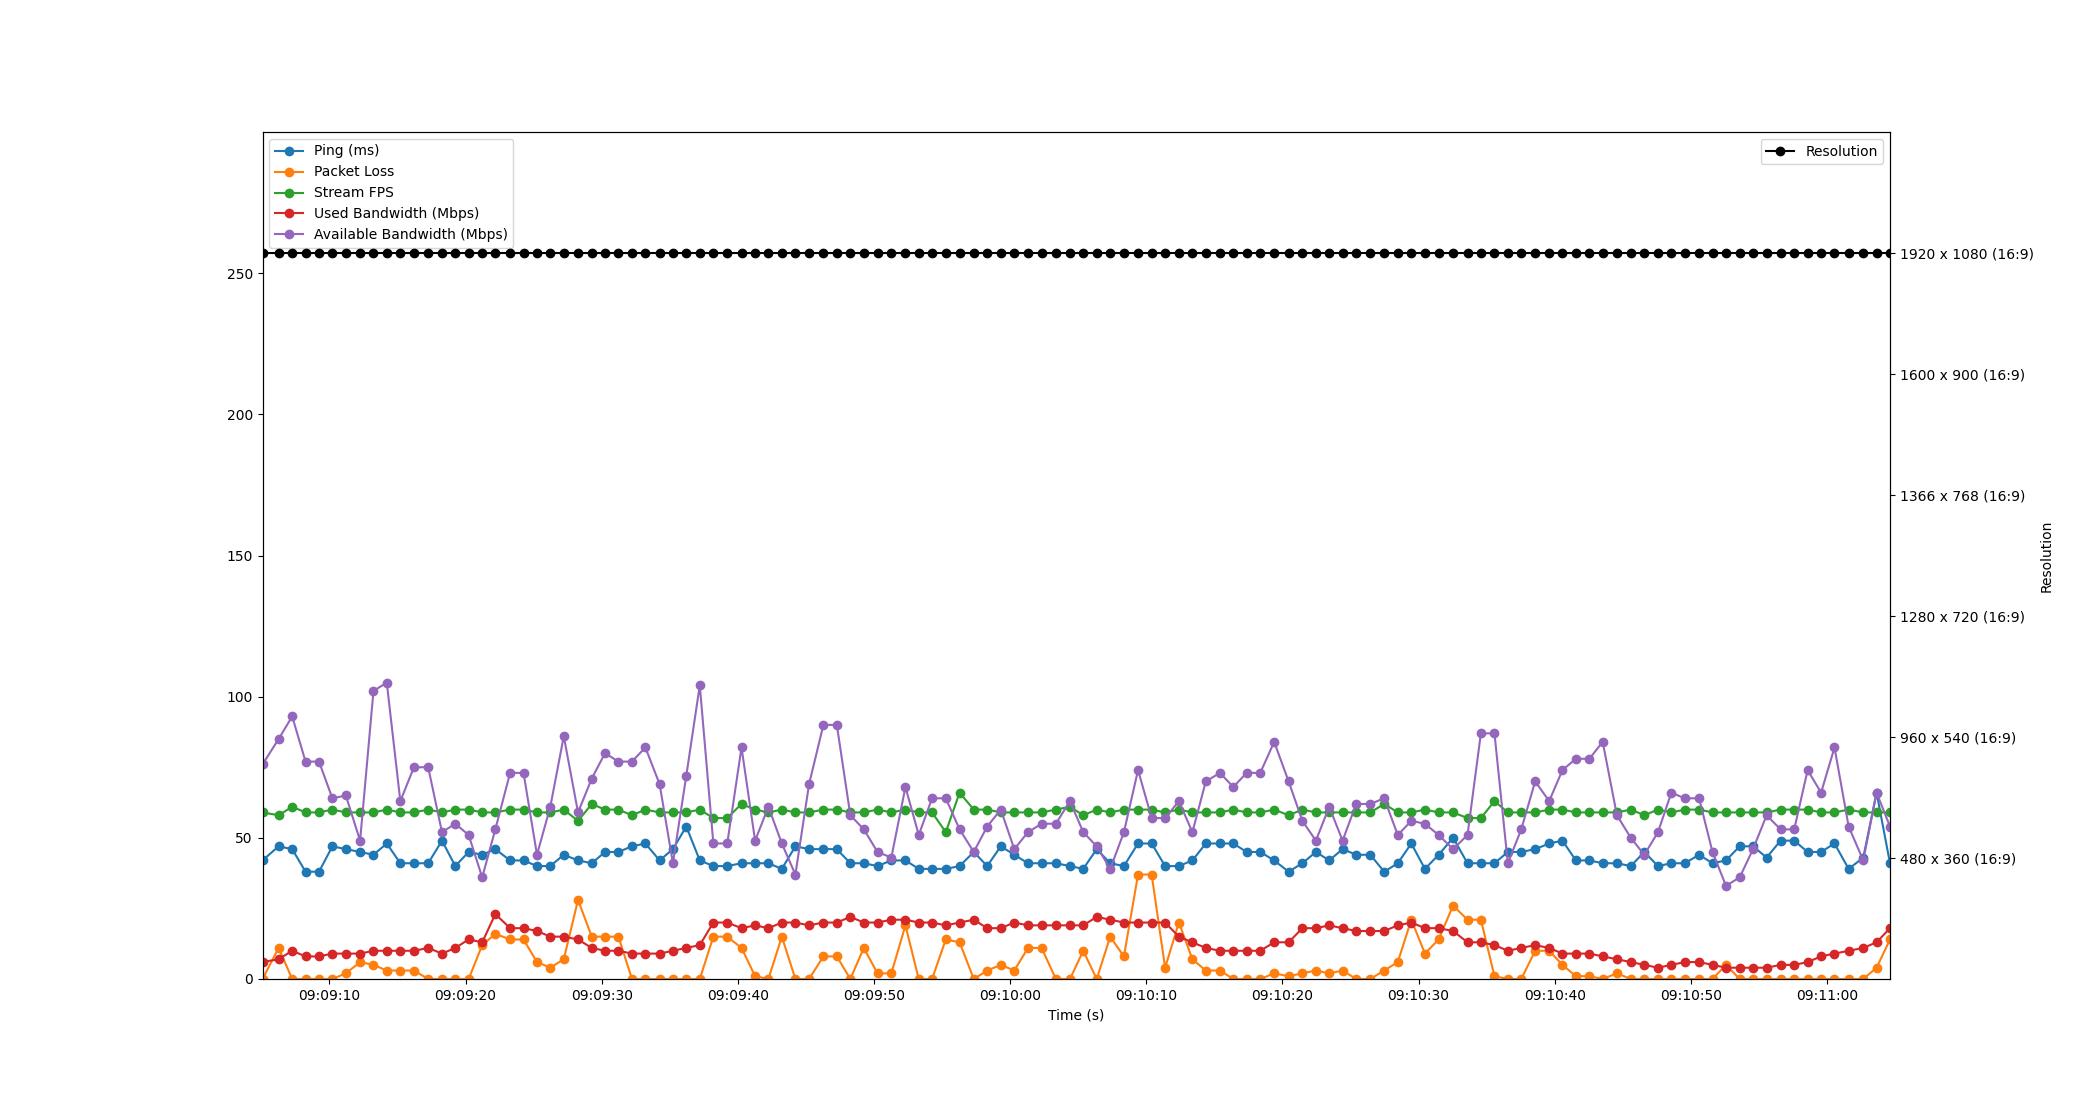 Ping (ms)
Packet Loss
Stream FPS
Used Bandwidth (Mbps)
Available Bandwidth (Mbps)
Resolution
250
200
150
100
50
0
1920 x 1080 (16:9)
1600 x 900 (16:9)
1366 x 768 (16:9)
1280 x 720 (16:9)
960 x 540 (16:9)
480 x 360 (16:9)
Resolution
09:09:10 09:09:20 09:09:30 09:09:40 09:09:50 09:10:00 09:10:10 09:10:20 09:10:30 09:10:40 09:10:50 09:11:00
Time (s)